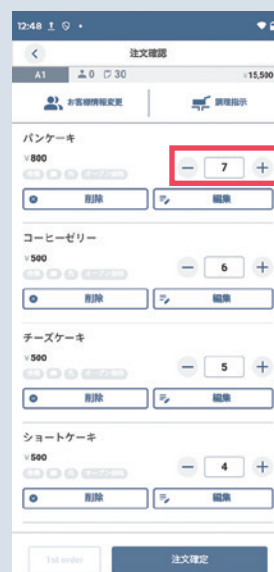 12:48
注文確認
A1 0 30 ¥15,500
お客様情報変更 調理指示
パンケーキ
¥800
7
削除 編集
コーヒーゼリー
¥500
6
削除 編集
チーズケーキ
¥500
5
削除 編集
ショートケーキ
¥500
4
削除 編集
1st order 注文確定